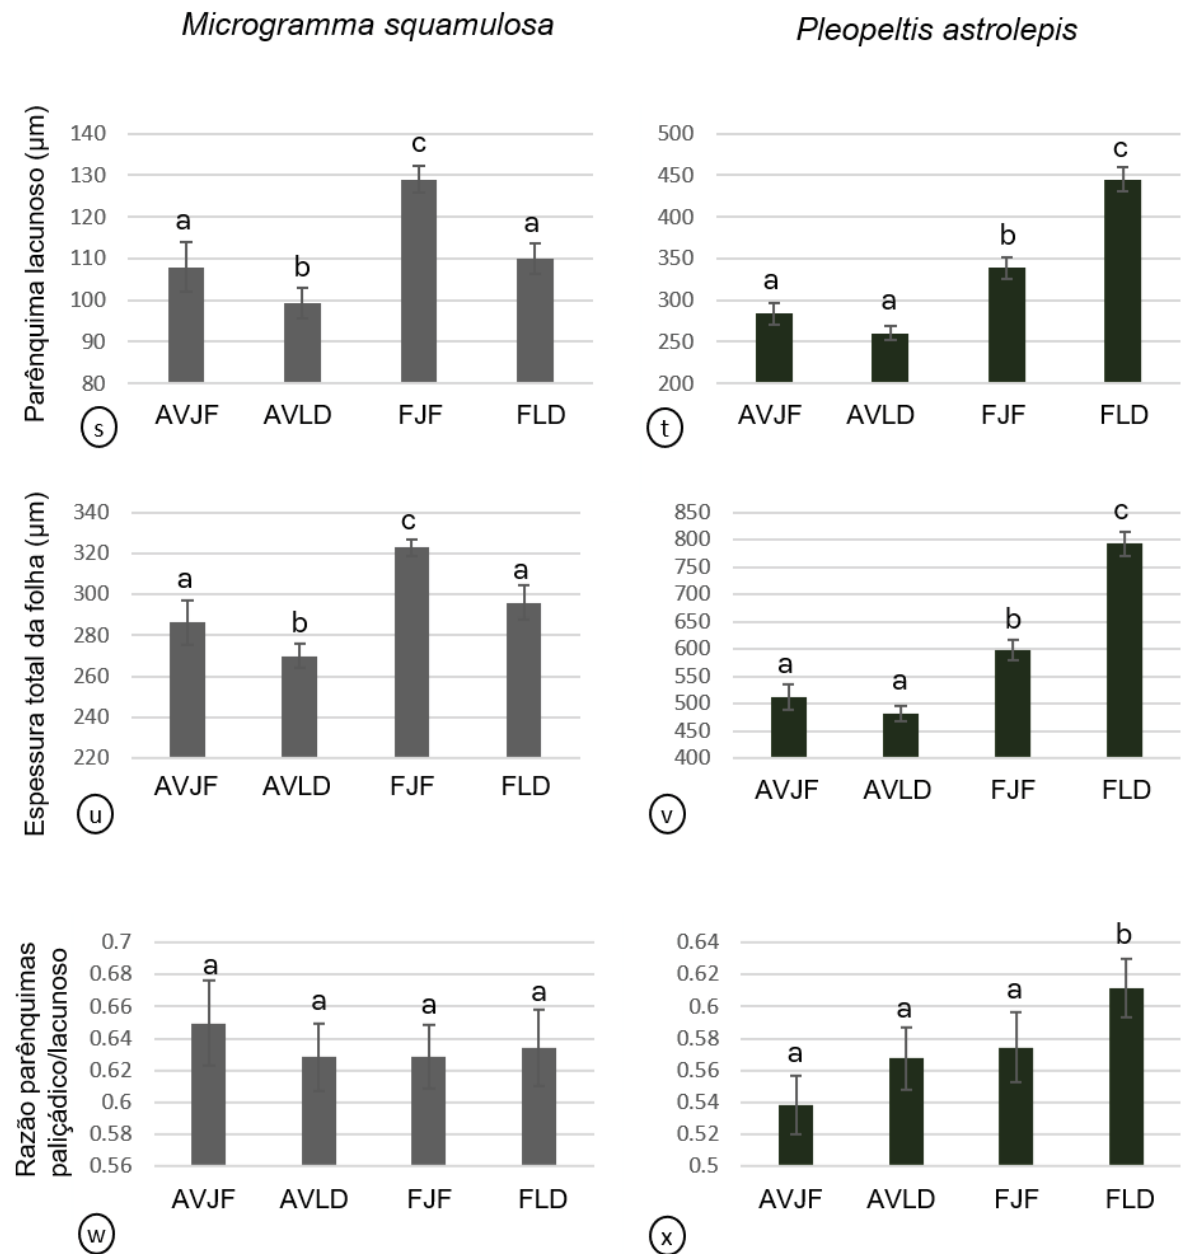 Microgramma squamulosa
Pleopeltis astrolepis
Parênquima lacunoso (µm)
140
130
120
110
100
90
80
a
b
c
a
AVJF AVLD FJF FLD
s
500
450
400
350
300
250
200
a
a
b
c
AVJF AVLD FJF FLD
t
Espessura total da folha (µm)
340
320
300
280
260
240
220
a
b
c
a
AVJF AVLD FJF FLD
u
850
800
750
700
650
600
550
500
450
400
a
a
b
c
AVJF AVLD FJF FLD
v
Razão parênquimas
paliçádico/lacunoso
0.7
0.68
0.66
0.64
0.62
0.6
0.58
0.56
a
a
a
a
AVJF AVLD FJF FLD
w
0.64
0.62
0.6
0.58
0.56
0.54
0.52
0.5
a
a
a
b
AVJF AVLD FJF FLD
x